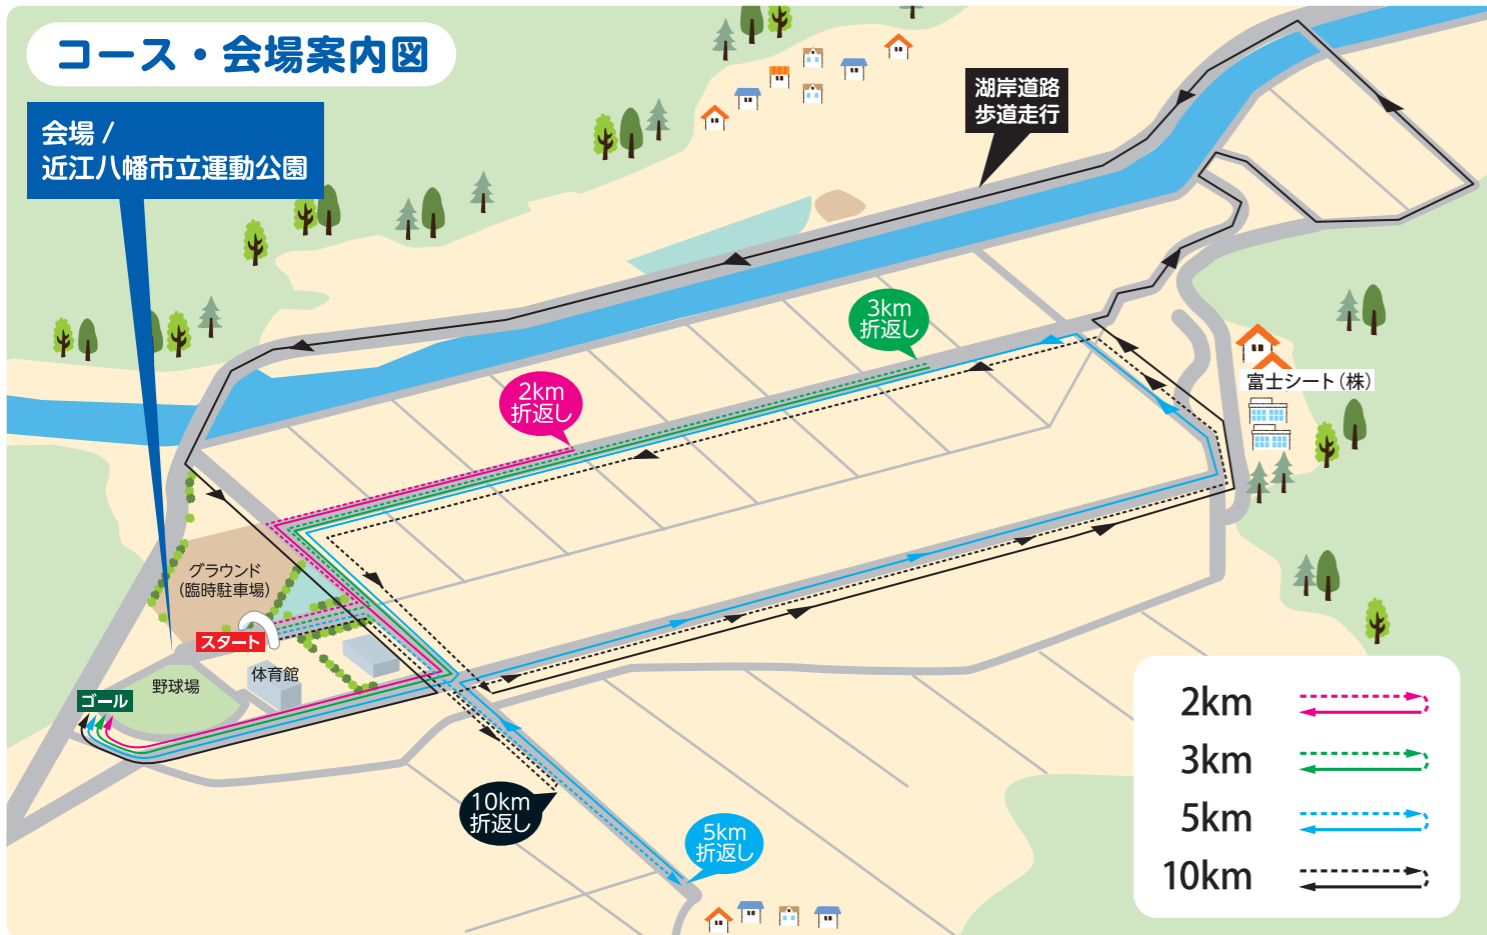 コース・会場案内図
会場 /
近江八幡市立運動公園
湖岸道路
歩道走行
3km
折返し
2km
折返し
富士シート(株)
グラウンド
(臨時駐車場)
スタート
体育館
野球場
ゴール
10km
折返し
5km
折返し
2km
3km
5km
10km